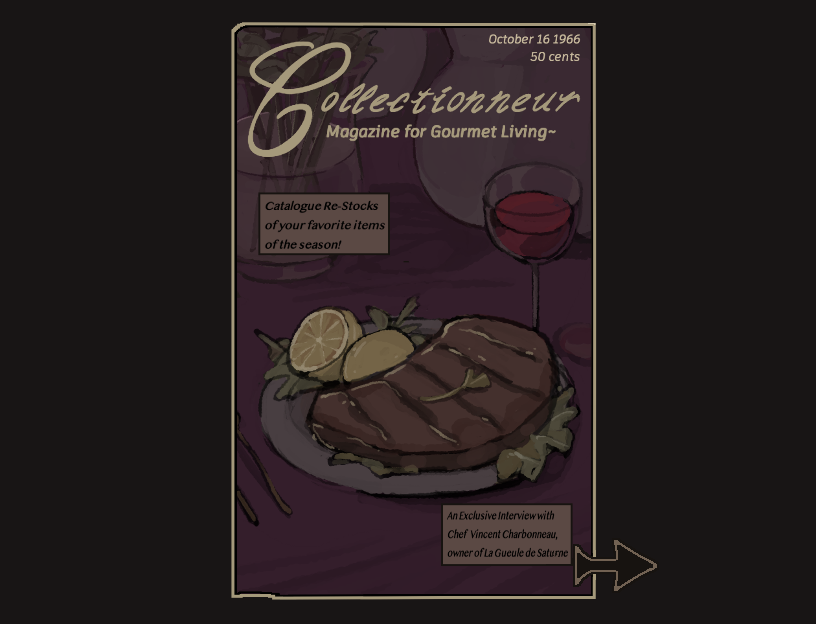 October 16 1966
50 cents
Collectionneur
Magazine for Gourmet Living~
Catalogue Re-Stocks
of your favorite items
of the season!
An Exclusive Interview with
Chef Vincent Charbonneau,
owner of La Gueule de Saturne